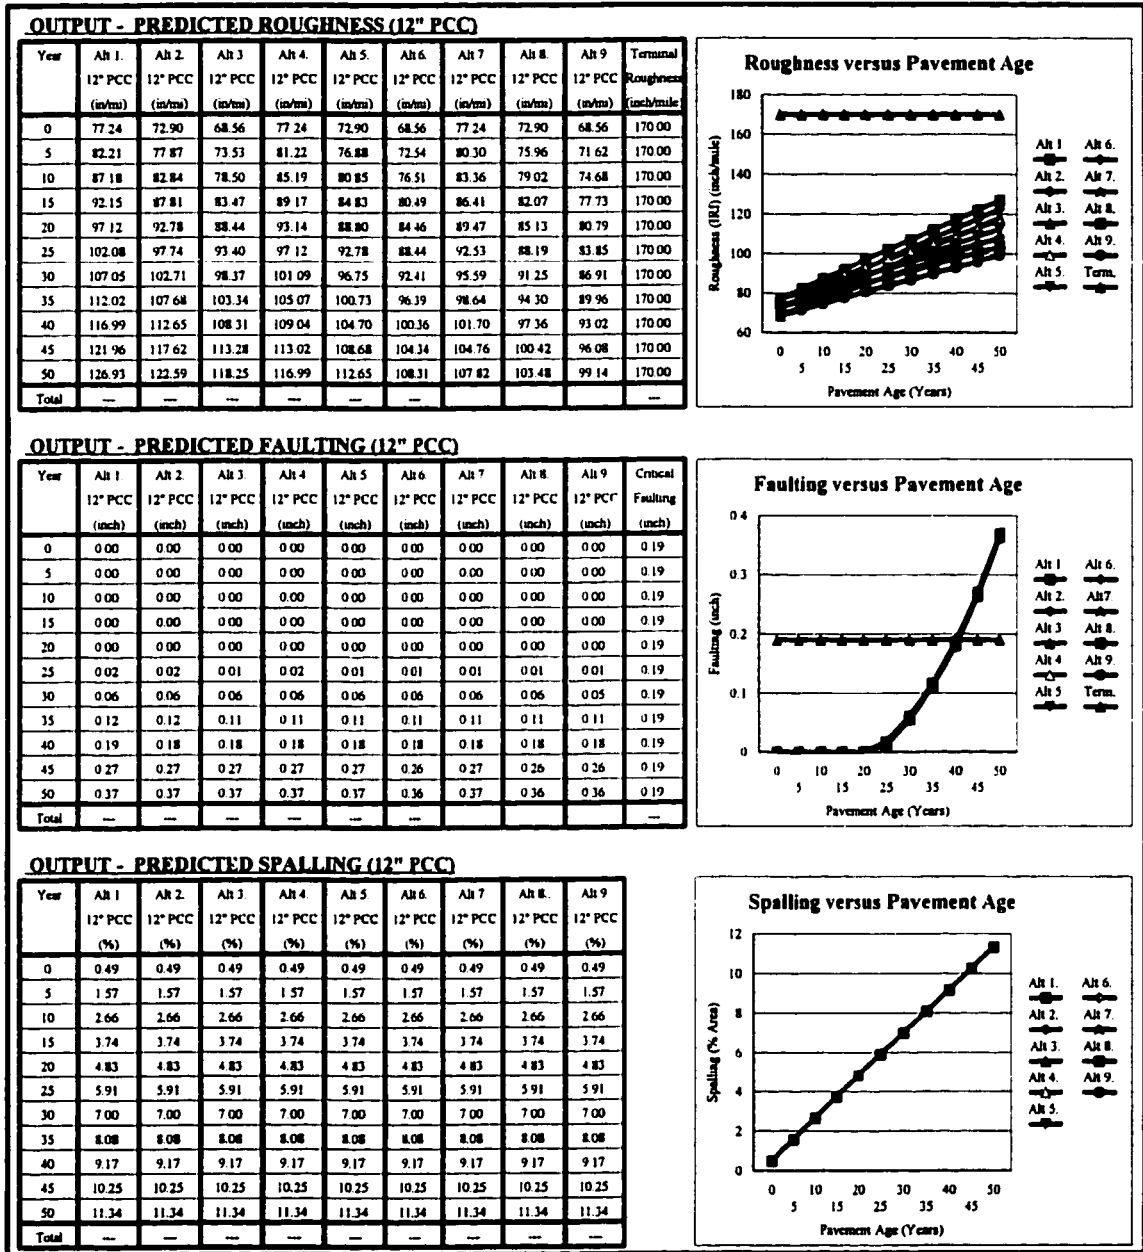 OUTPUT - PREDICTED ROUGHNESS (12" PCC)
Year Alt 1. Alt 2. Alt 3 Alt 4. Alt 5. Alt 6. Alt 7 Alt 8. Alt 9 Terminal
12" PCC 12" PCC 12" PCC 12" PCC 12" PCC 12" PCC 12" PCC 12" PCC 12" PCC Roughness
(in/mi) (in/mi) (in/mi) (in/mi) (in/mi) (in/mi) (in/mi) (in/mi) (in/mi) (inch/mile)
0 77.24 72.90 68.56 77.24 72.90 68.56 77.24 72.90 68.56 170.00
5 82.21 77.87 73.53 81.22 76.88 72.54 80.30 75.96 71.62 170.00
10 87.18 82.84 78.50 85.19 80.85 76.51 83.36 79.02 74.68 170.00
15 92.15 87.81 83.47 89.17 84.83 80.49 86.41 82.07 77.73 170.00
20 97.12 92.78 88.44 93.14 88.80 84.46 89.47 85.13 80.79 170.00
25 102.08 97.74 93.40 97.12 92.78 88.44 92.53 88.19 83.85 170.00
30 107.05 102.71 98.37 101.09 96.75 92.41 95.59 91.25 86.91 170.00
35 112.02 107.68 103.34 105.07 100.73 96.39 98.64 94.30 89.96 170.00
40 116.99 112.65 108.31 109.04 104.70 100.36 101.70 97.36 93.02 170.00
45 121.96 117.62 113.28 113.02 108.68 104.34 104.76 100.42 96.08 170.00
50 126.93 122.59 118.25 116.99 112.65 108.31 107.82 103.48 99.14 170.00
Total --- --- --- --- --- --- ---
Roughness versus Pavement Age
Roughness (IRI) (inch/mile)
180
160
140
120
100
80
60
0 10 20 30 40 50
5 15 25 35 45
Pavement Age (Years)
Alt 1 Alt 6.
Alt 2. Alt 7.
Alt 3. Alt 8.
Alt 4. Alt 9.
Alt 5. Term.
OUTPUT - PREDICTED FAULTING (12" PCC)
Year Alt 1 Alt 2. Alt 3. Alt 4 Alt 5 Alt 6. Alt 7 Alt 8. Alt 9 Critical
12" PCC 12" PCC 12" PCC 12" PCC 12" PCC 12" PCC 12" PCC 12" PCC 12" PCC Faulting
(inch) (inch) (inch) (inch) (inch) (inch) (inch) (inch) (inch) (inch)
0 0.00 0.00 0.00 0.00 0.00 0.00 0.00 0.00 0.00 0.19
5 0.00 0.00 0.00 0.00 0.00 0.00 0.00 0.00 0.00 0.19
10 0.00 0.00 0.00 0.00 0.00 0.00 0.00 0.00 0.00 0.19
15 0.00 0.00 0.00 0.00 0.00 0.00 0.00 0.00 0.00 0.19
20 0.00 0.00 0.00 0.00 0.00 0.00 0.00 0.00 0.00 0.19
25 0.02 0.02 0.01 0.02 0.01 0.01 0.01 0.01 0.01 0.19
30 0.06 0.06 0.06 0.06 0.06 0.06 0.06 0.06 0.05 0.19
35 0.12 0.12 0.11 0.11 0.11 0.11 0.11 0.11 0.11 0.19
40 0.19 0.18 0.18 0.18 0.18 0.18 0.18 0.18 0.18 0.19
45 0.27 0.27 0.27 0.27 0.27 0.26 0.27 0.26 0.26 0.19
50 0.37 0.37 0.37 0.37 0.37 0.36 0.37 0.36 0.36 0.19
Total --- --- --- --- --- --- ---
Faulting versus Pavement Age
Faulting (inch)
0.4
0.3
0.2
0.1
0
0 10 20 30 40 50
5 15 25 35 45
Pavement Age (Years)
Alt 1 Alt 6.
Alt 2. Alt7.
Alt 3 Alt 8.
Alt 4 Alt 9.
Alt 5 Term.
OUTPUT - PREDICTED SPALLING (12" PCC)
Year Alt 1 Alt 2. Alt 3. Alt 4. Alt 5. Alt 6. Alt 7 Alt 8. Alt 9
12" PCC 12" PCC 12" PCC 12" PCC 12" PCC 12" PCC 12" PCC 12" PCC 12" PCC
(%) (%) (%) (%) (%) (%) (%) (%) (%)
0 0.49 0.49 0.49 0.49 0.49 0.49 0.49 0.49 0.49
5 1.57 1.57 1.57 1.57 1.57 1.57 1.57 1.57 1.57
10 2.66 2.66 2.66 2.66 2.66 2.66 2.66 2.66 2.66
15 3.74 3.74 3.74 3.74 3.74 3.74 3.74 3.74 3.74
20 4.83 4.83 4.83 4.83 4.83 4.83 4.83 4.83 4.83
25 5.91 5.91 5.91 5.91 5.91 5.91 5.91 5.91 5.91
30 7.00 7.00 7.00 7.00 7.00 7.00 7.00 7.00 7.00
35 8.08 8.08 8.08 8.08 8.08 8.08 8.08 8.08 8.08
40 9.17 9.17 9.17 9.17 9.17 9.17 9.17 9.17 9.17
45 10.25 10.25 10.25 10.25 10.25 10.25 10.25 10.25 10.25
50 11.34 11.34 11.34 11.34 11.34 11.34 11.34 11.34 11.34
Total --- --- --- --- --- --- --- --- ---
Spalling versus Pavement Age
Spalling (% Area)
12
10
8
6
4
2
0
0 10 20 30 40 50
5 15 25 35 45
Pavement Age (Years)
Alt 1. Alt 6.
Alt 2. Alt 7.
Alt 3. Alt 8.
Alt 4. Alt 9.
Alt 5.